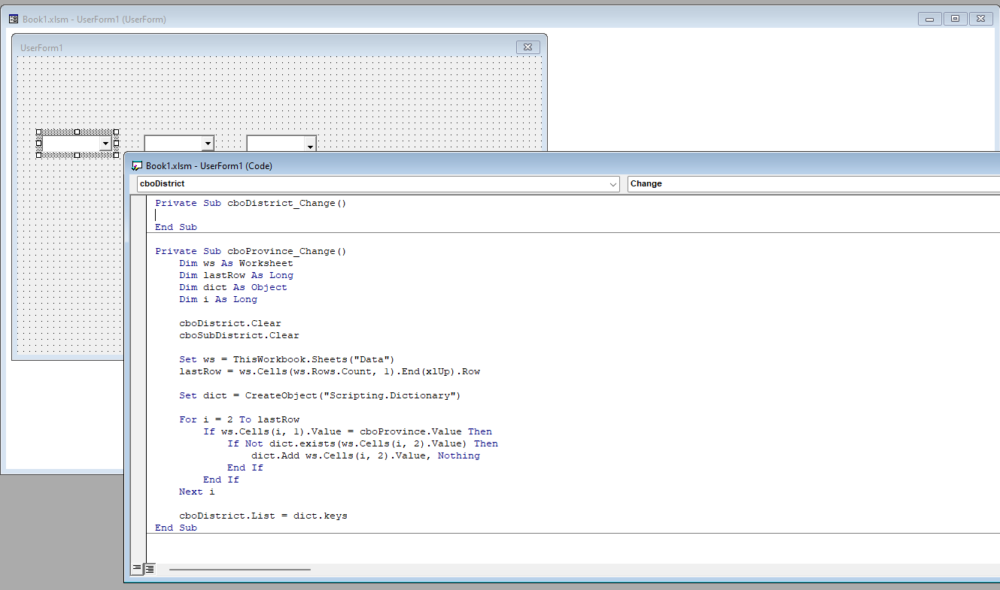 Book1.xlsm - UserForm1 (UserForm)
UserForm1
Book1.xlsm - UserForm1 (Code)
cboDistrict
Change
Private Sub cboDistrict_Change()
End Sub
Private Sub cboProvince_Change()
    Dim ws As Worksheet
    Dim lastRow As Long
    Dim dict As Object
    Dim i As Long
    cboDistrict.Clear
    cboSubDistrict.Clear
    Set ws = ThisWorkbook.Sheets("Data")
    lastRow = ws.Cells(ws.Rows.Count, 1).End(xlUp).Row
    Set dict = CreateObject("Scripting.Dictionary")
    For i = 2 To lastRow
        If ws.Cells(i, 1).Value = cboProvince.Value Then
            If Not dict.exists(ws.Cells(i, 2).Value) Then
                dict.Add ws.Cells(i, 2).Value, Nothing
            End If
        End If
    Next i
    cboDistrict.List = dict.keys
End Sub